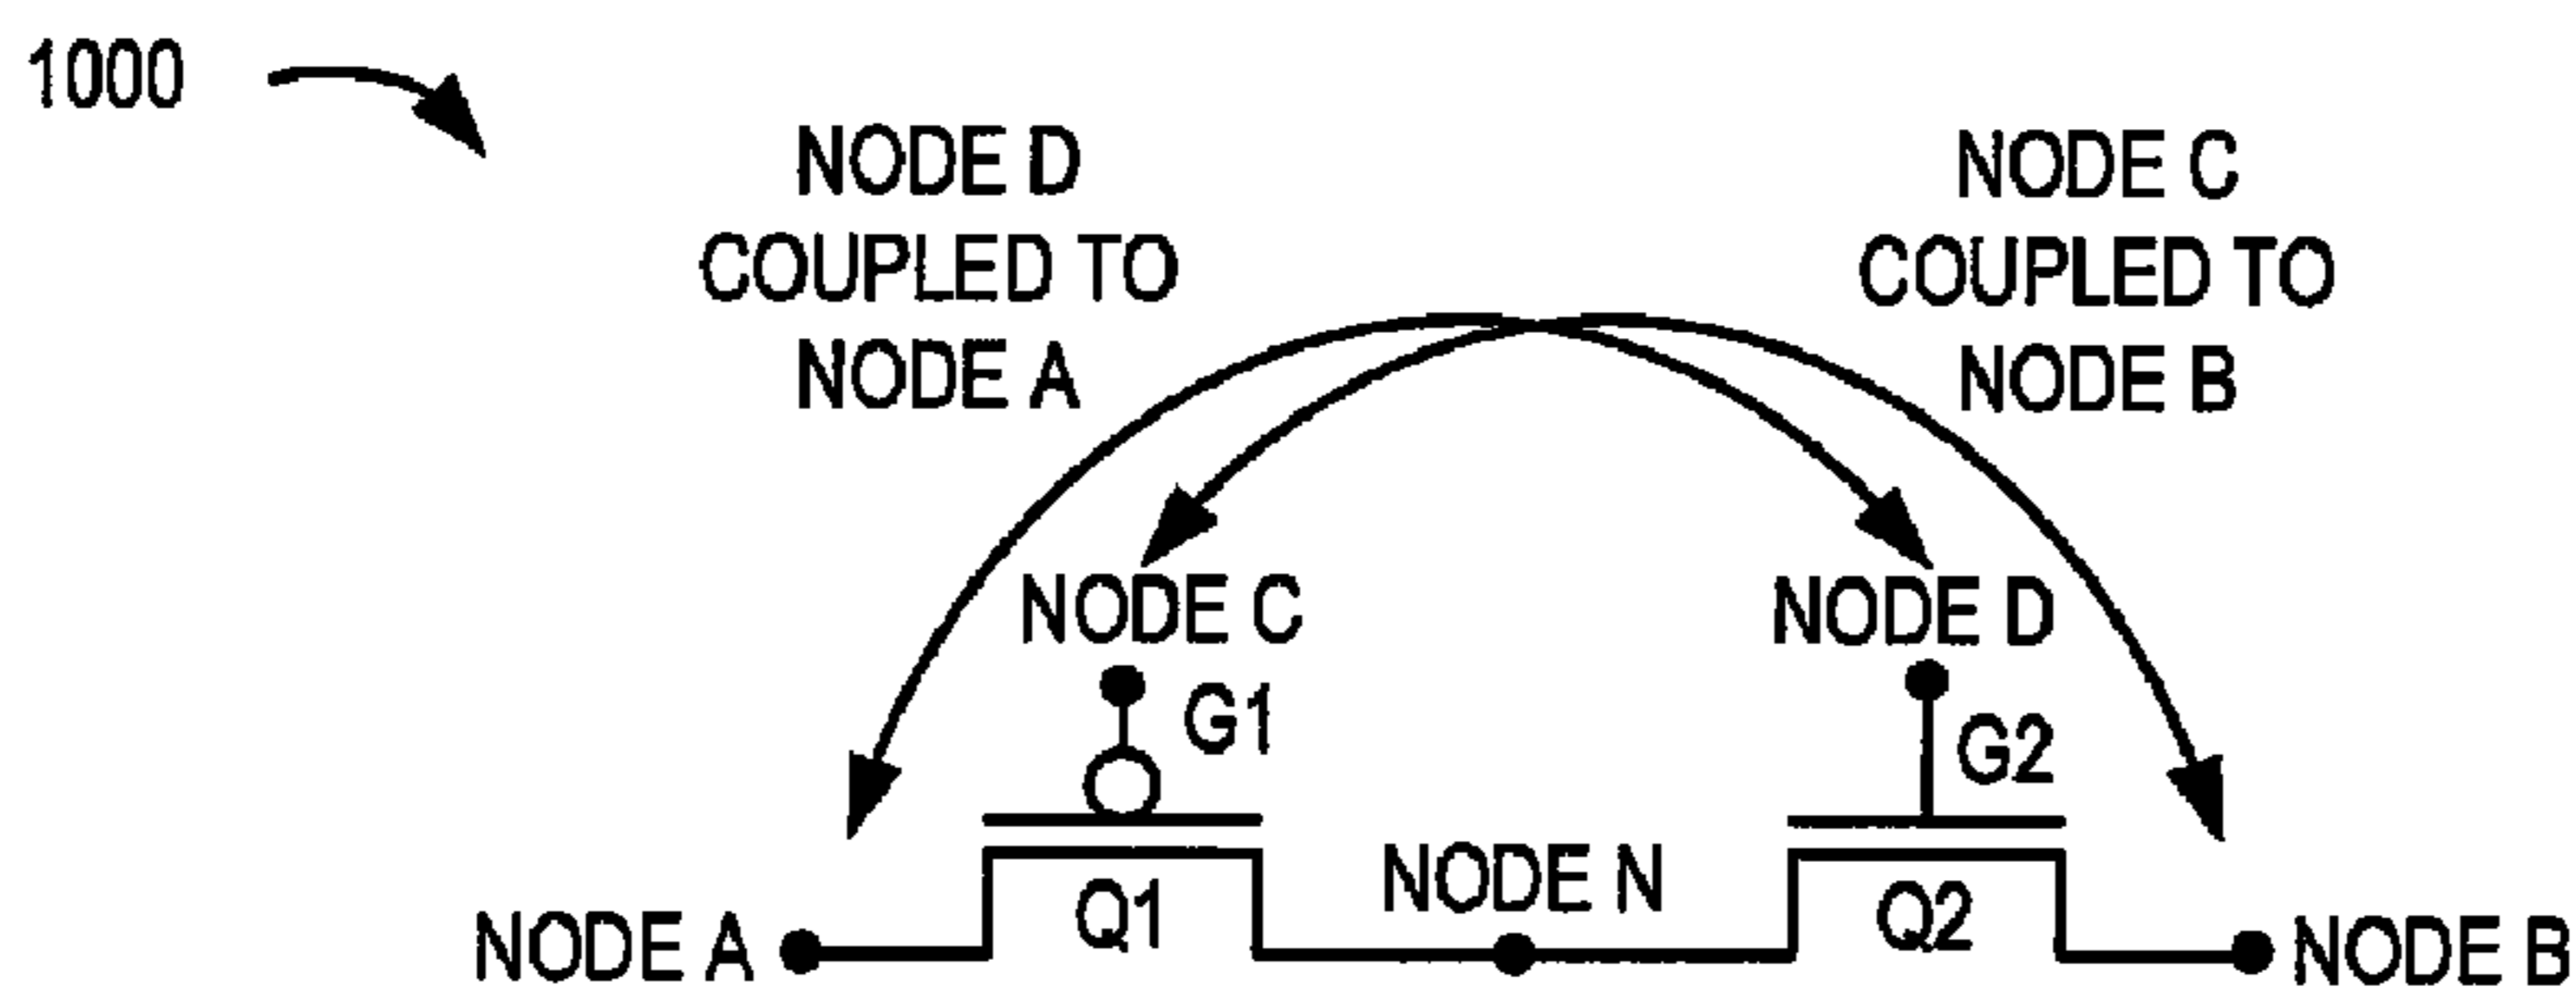 1000
NODE D
COUPLED TO
NODE A
NODE C
COUPLED TO
NODE B
NODE C
NODE D
G1
G2
NODE A
Q1
NODE N
Q2
NODE B